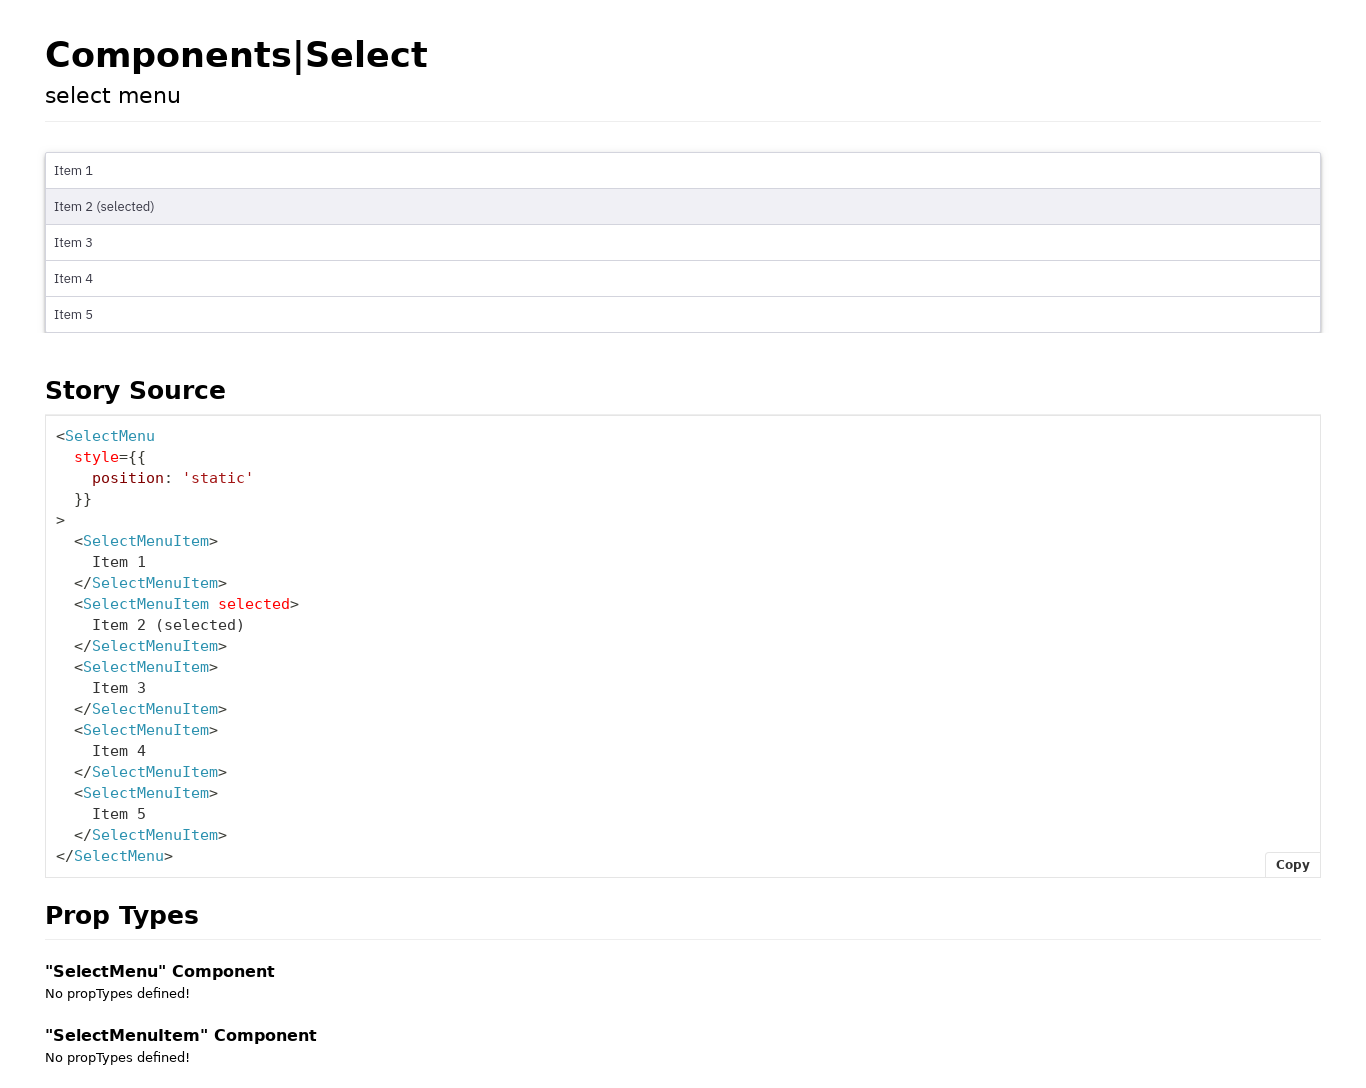 Components|Select
select menu
Item 1
Item 2 (selected)
Item 3
Item 4
Item 5
Story Source
<SelectMenu
  style={{
    position: 'static'
  }}
>
  <SelectMenuItem>
    Item 1
  </SelectMenuItem>
  <SelectMenuItem selected>
    Item 2 (selected)
  </SelectMenuItem>
  <SelectMenuItem>
    Item 3
  </SelectMenuItem>
  <SelectMenuItem>
    Item 4
  </SelectMenuItem>
  <SelectMenuItem>
    Item 5
  </SelectMenuItem>
</SelectMenu>
Copy
Prop Types
"SelectMenu" Component
No propTypes defined!
"SelectMenuItem" Component
No propTypes defined!